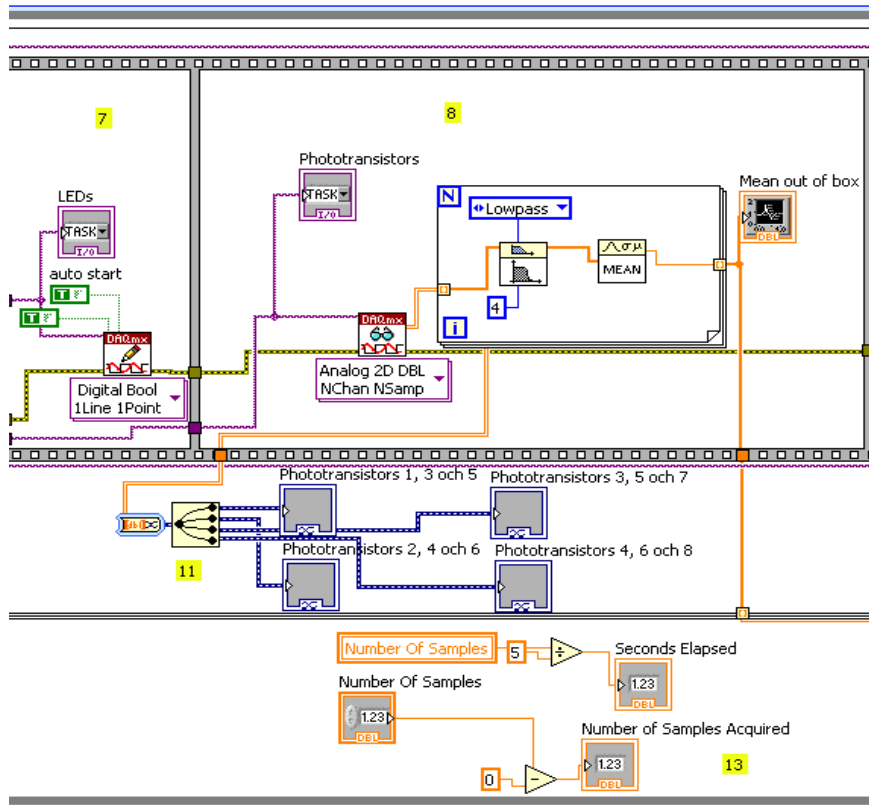 7
8
Phototransistors
TASK
I/O
LEDs
TASK
I/O
auto start
T
T
DAQmx
Digital Bool
1Line 1Point
DAQmx
Analog 2D DBL
NChan NSamp
N
Lowpass
4
i
MEAN
Mean out of box
DBL
Phototransistors 1, 3 och 5
Phototransistors 3, 5 och 7
Phototransistors 2, 4 och 6
Phototransistors 4, 6 och 8
11
Number Of Samples
5
Seconds Elapsed
1.23
DBL
Number Of Samples
1.23
DBL
Number of Samples Acquired
1.23
DBL
0
13